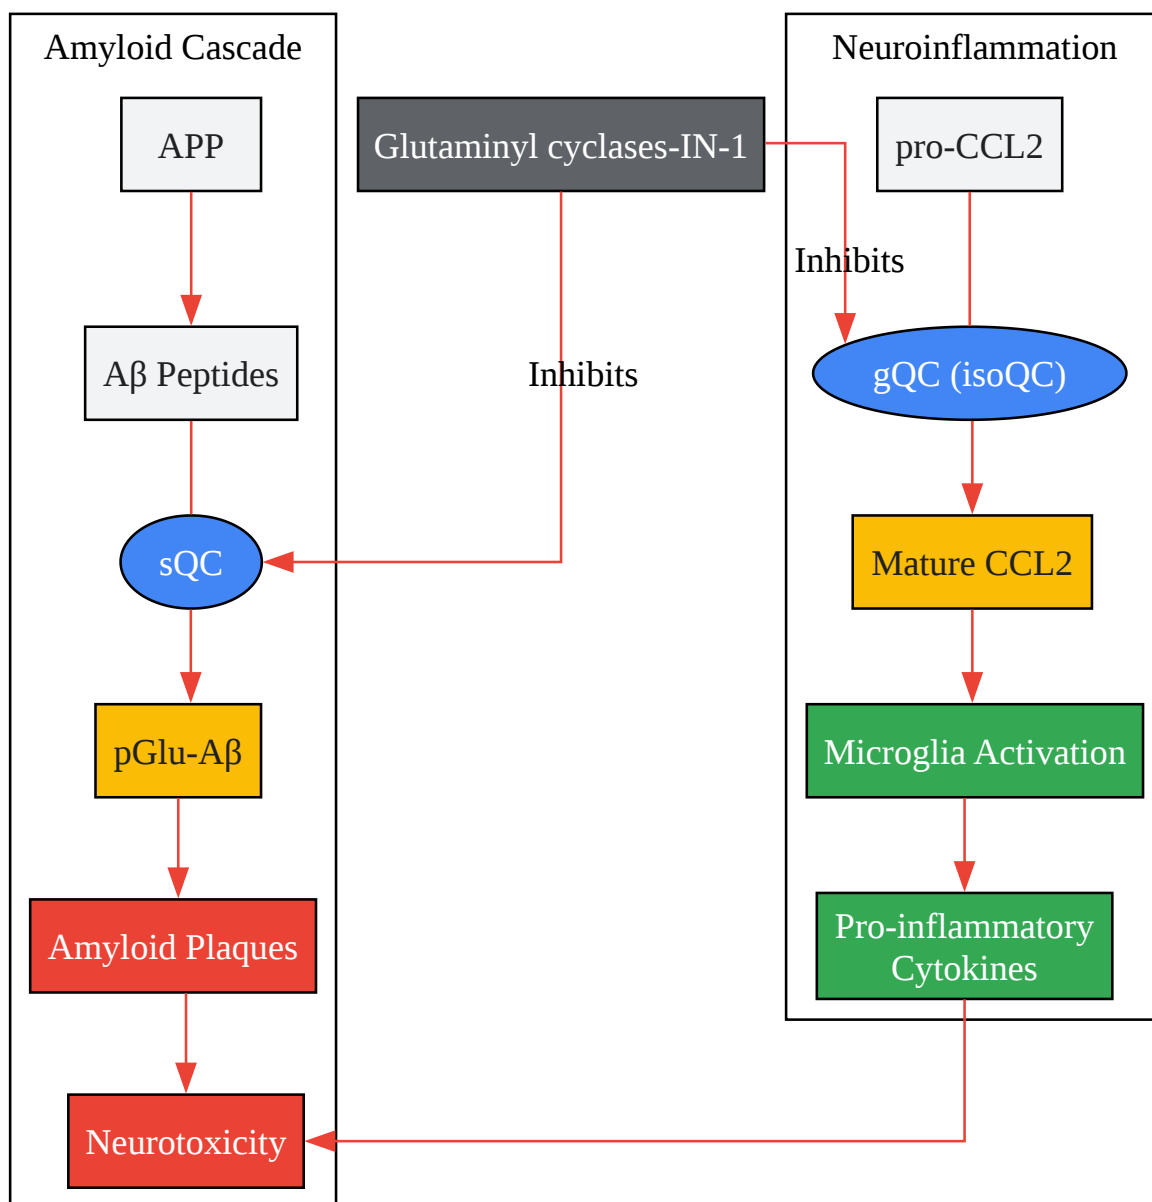 Amyloid Cascade
APP
Aβ Peptides
sQC
pGlu-Aβ
Amyloid Plaques
Neurotoxicity
Glutaminyl cyclases-IN-1
Inhibits
Inhibits
Neuroinflammation
pro-CCL2
gQC (isoQC)
Mature CCL2
Microglia Activation
Pro-inflammatory
Cytokines